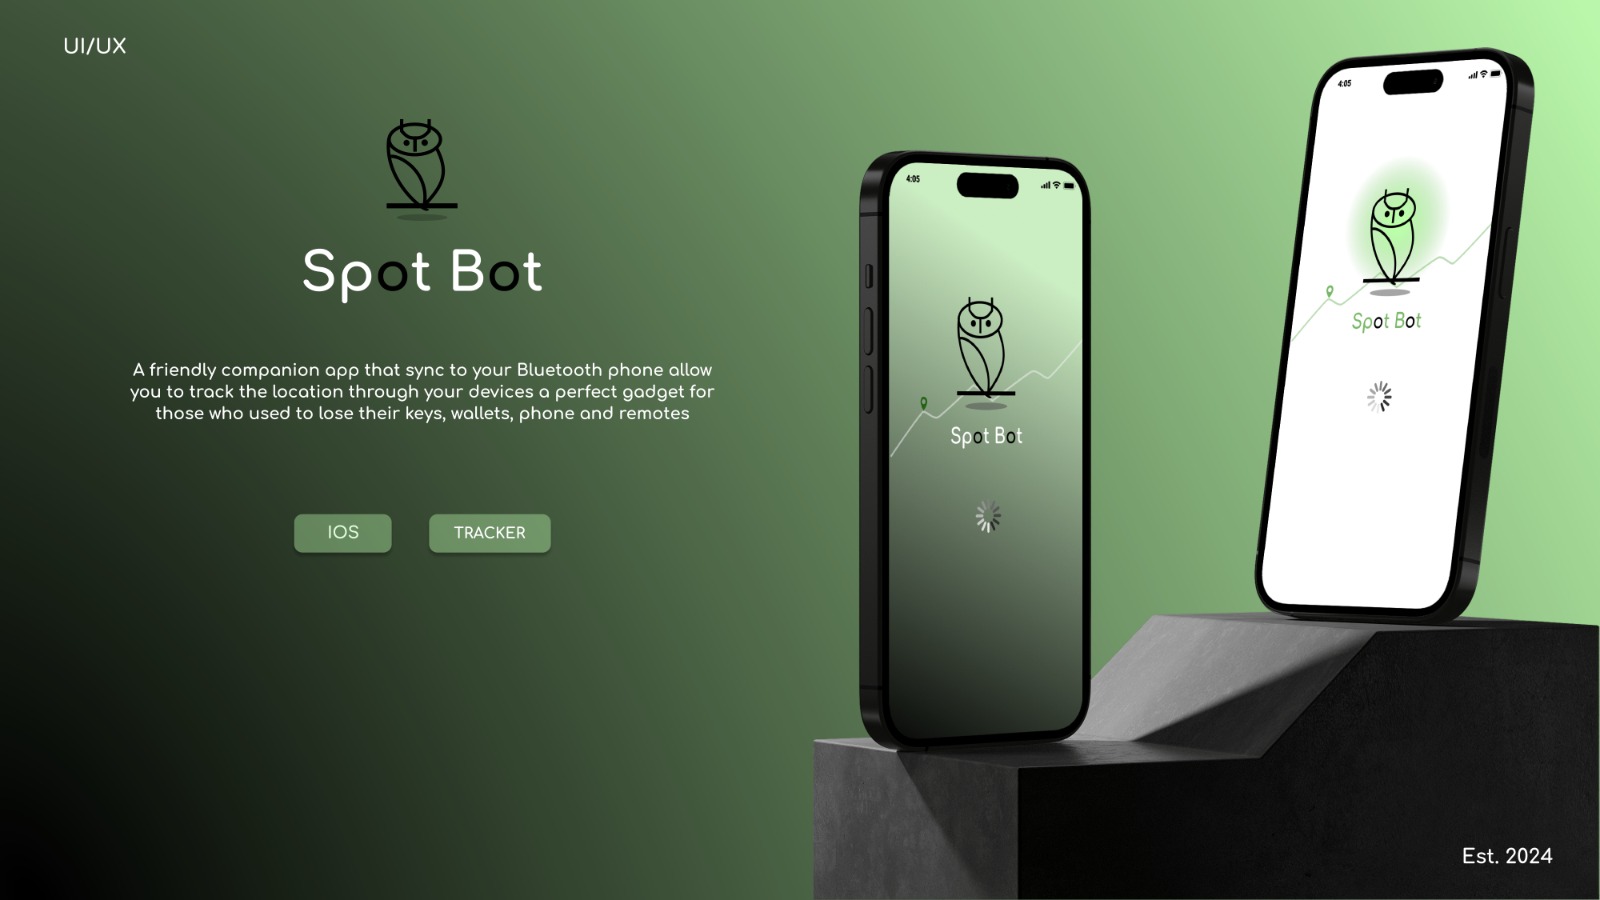 UI/UX
Spot Bot
A friendly companion app that sync to your Bluetooth phone allow
you to track the location through your devices a perfect gadget for
those who used to lose their keys, wallets, phone and remotes
IOS
TRACKER
4:05
Spot Bot
4:05
Spot Bot
Est. 2024